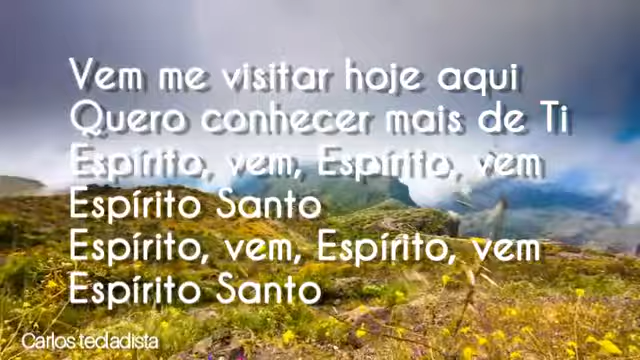 Vem me visitar hoje aqui
Quero conhecer mais de Ti
Espírito, vem, Espírito, vem
Espírito Santo
Espírito, vem, Espírito, vem
Espírito Santo
Carlos tecladista